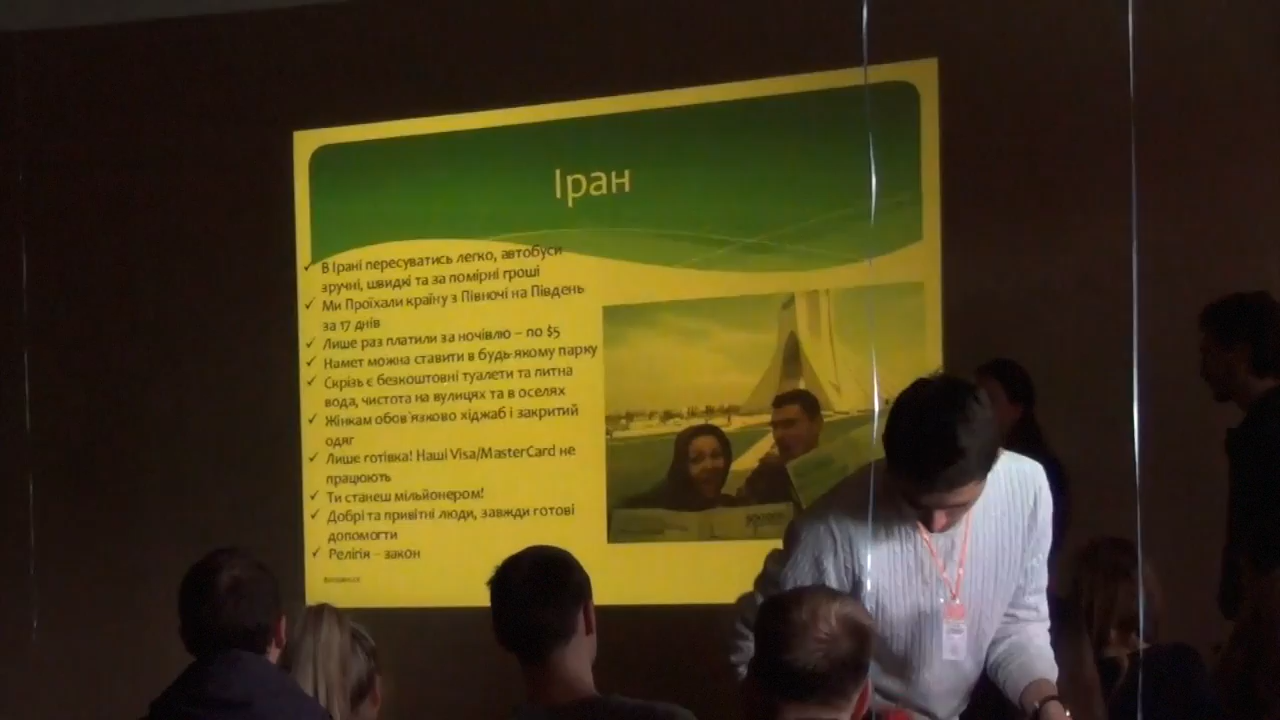 Іран
В Ірані пересуватись легко, автобуси
зручні, швидкі та за помірні гроші
Ми Проїхали країну з Півночі на Південь
за 17 днів
Лише раз платили за ночівлю – по $5
Намет можна ставити в будь-якому парку
Скрізь є безкоштовні туалети та питна
вода, чистота на вулицях та в оселях
Жінкам обов'язково хіджаб і закритий
одяг
Лише готівка! Наші Visa/MasterCard не
працюють
Ти станеш мільйонером!
Добрі та привітні люди, завжди готові
допомогти
Релігія – закон